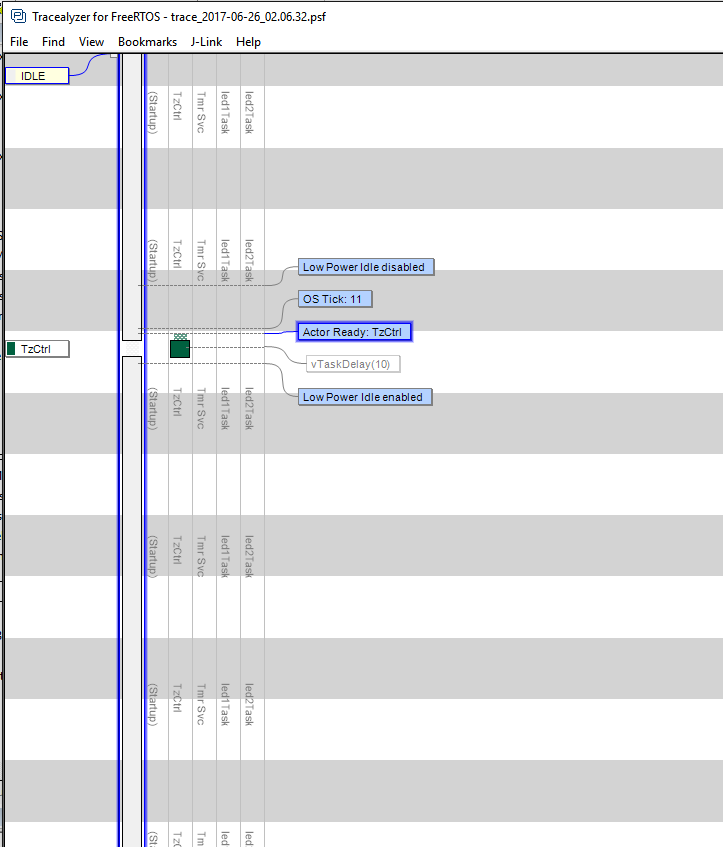 Tracealyzer for FreeRTOS - trace_2017-06-26_02.06.32.psf
File Find View Bookmarks J-Link Help
IDLE
(Startup) TzCtrl Tmr Svc led1Task led2Task
(Startup) TzCtrl Tmr Svc led1Task led2Task
Low Power Idle disabled
OS Tick: 11
Actor Ready: TzCtrl
TzCtrl
vTaskDelay(10)
Low Power Idle enabled
(Startup) TzCtrl Tmr Svc led1Task led2Task
(Startup) TzCtrl Tmr Svc led1Task led2Task
(Startup) TzCtrl Tmr Svc led1Task led2Task